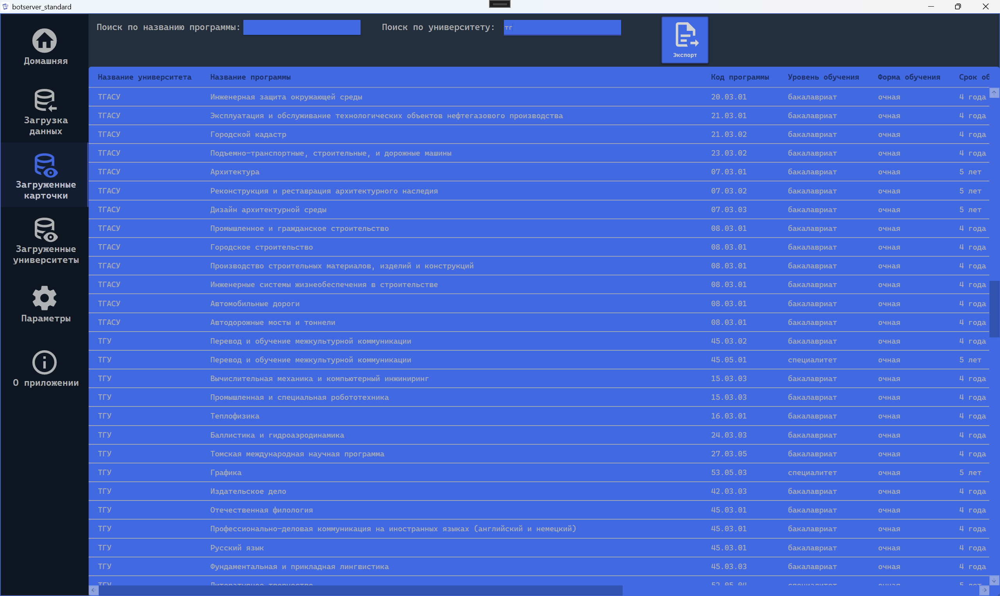 botserver_standard
Поиск по названию программы: Поиск по университету: тг
Экспорт
Домашняя
Загрузка
данных
Загруженные
карточки
Загруженные
университеты
Параметры
О приложении
Название университета Название программы Код программы Уровень обучения Форма обучения Срок об
ТГАСУ Инженерная защита окружающей среды 20.03.01 бакалавриат очная 4 года
ТГАСУ Эксплуатация и обслуживание технологических объектов нефтегазового производства 21.03.01 бакалавриат очная 4 года
ТГАСУ Городской кадастр 21.03.02 бакалавриат очная 4 года
ТГАСУ Подъемно-транспортные, строительные, и дорожные машины 23.03.02 бакалавриат очная 4 года
ТГАСУ Архитектура 07.03.01 бакалавриат очная 5 лет
ТГАСУ Реконструкция и реставрация архитектурного наследия 07.03.02 бакалавриат очная 5 лет
ТГАСУ Дизайн архитектурной среды 07.03.03 бакалавриат очная 5 лет
ТГАСУ Промышленное и гражданское строительство 08.03.01 бакалавриат очная 4 года
ТГАСУ Городское строительство 08.03.01 бакалавриат очная 4 года
ТГАСУ Производство строительных материалов, изделий и конструкций 08.03.01 бакалавриат очная 4 года
ТГАСУ Инженерные системы жизнеобеспечения в строительстве 08.03.01 бакалавриат очная 4 года
ТГАСУ Автомобильные дороги 08.03.01 бакалавриат очная 4 года
ТГАСУ Автодорожные мосты и тоннели 08.03.01 бакалавриат очная 4 года
ТГУ Перевод и обучение межкультурной коммуникации 45.03.02 бакалавриат очная 4 года
ТГУ Перевод и обучение межкультурной коммуникации 45.05.01 специалитет очная 5 лет
ТГУ Вычислительная механика и компьютерный инжиниринг 15.03.03 бакалавриат очная 4 года
ТГУ Промышленная и специальная робототехника 15.03.03 бакалавриат очная 4 года
ТГУ Теплофизика 16.03.01 бакалавриат очная 4 года
ТГУ Баллистика и гидроаэродинамика 24.03.03 бакалавриат очная 4 года
ТГУ Томская международная научная программа 27.03.05 бакалавриат очная 4 года
ТГУ Графика 53.05.03 специалитет очная 5 лет
ТГУ Издательское дело 42.03.03 бакалавриат очная 4 года
ТГУ Отечественная филология 45.03.01 бакалавриат очная 4 года
ТГУ Профессионально-деловая коммуникация на иностранных языках (английский и немецкий) 45.03.01 бакалавриат очная 4 года
ТГУ Русский язык 45.03.01 бакалавриат очная 4 года
ТГУ Фундаментальная и прикладная лингвистика 45.03.03 бакалавриат очная 4 года
ТГУ Литературное творчество 52.05.04 специалитет очная 5 лет